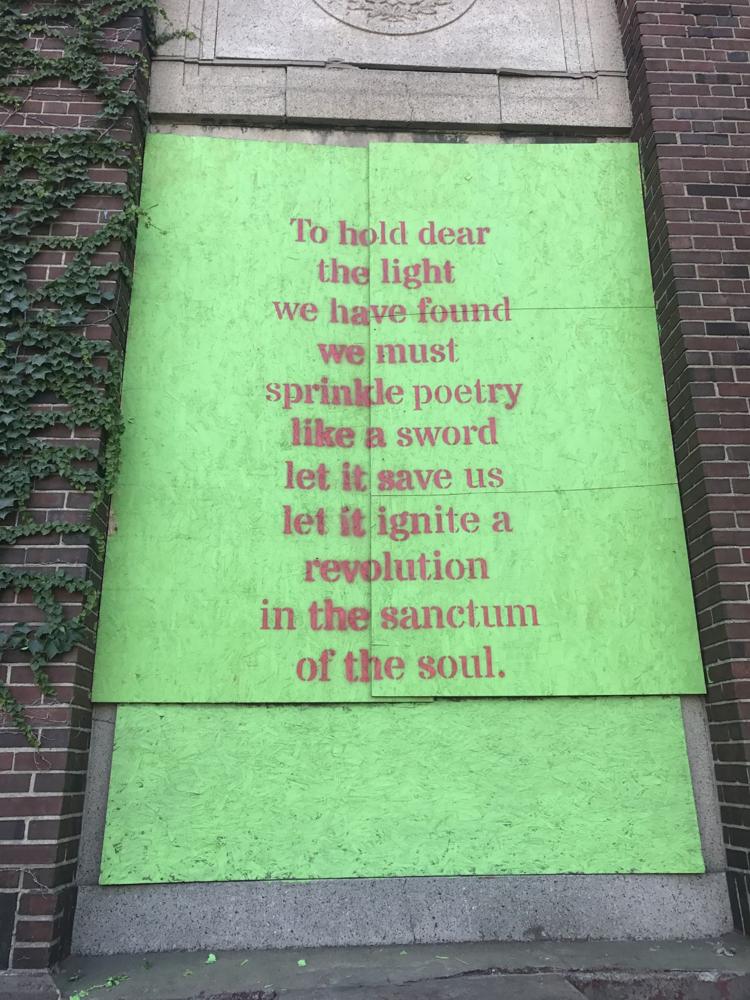 To hold dear
the light
we have found
we must
sprinkle poetry
like a sword
let it save us
let it ignite a
revolution
in the sanctum
of the soul.